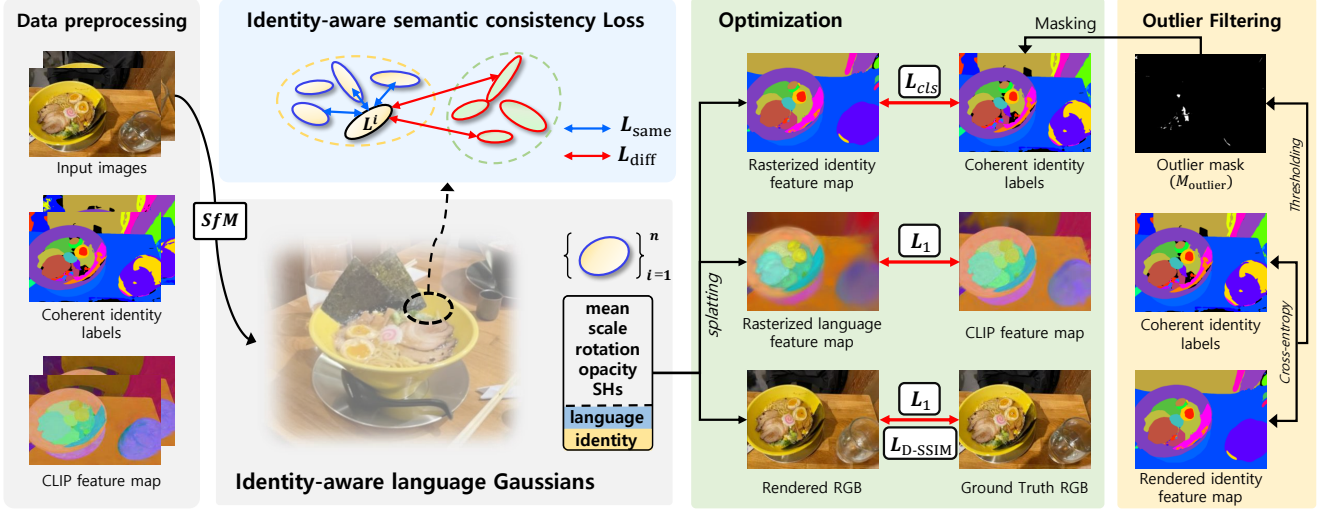 Data preprocessing
Input images
Coherent identity
labels
CLIP feature map
SfM
Identity-aware semantic consistency Loss
L^i
L_same
L_diff
{ }^n_{i=1}
mean
scale
rotation
opacity
SHs
language
identity
Identity-aware language Gaussians
splatting
Optimization
Masking
L_cls
Rasterized identity
feature map
Coherent identity
labels
L_1
Rasterized language
feature map
CLIP feature map
L_1
L_D-SSIM
Rendered RGB
Ground Truth RGB
Outlier Filtering
Outlier mask
(M_outlier)
Thresholding
Coherent identity
labels
Cross-entropy
Rendered identity
feature map